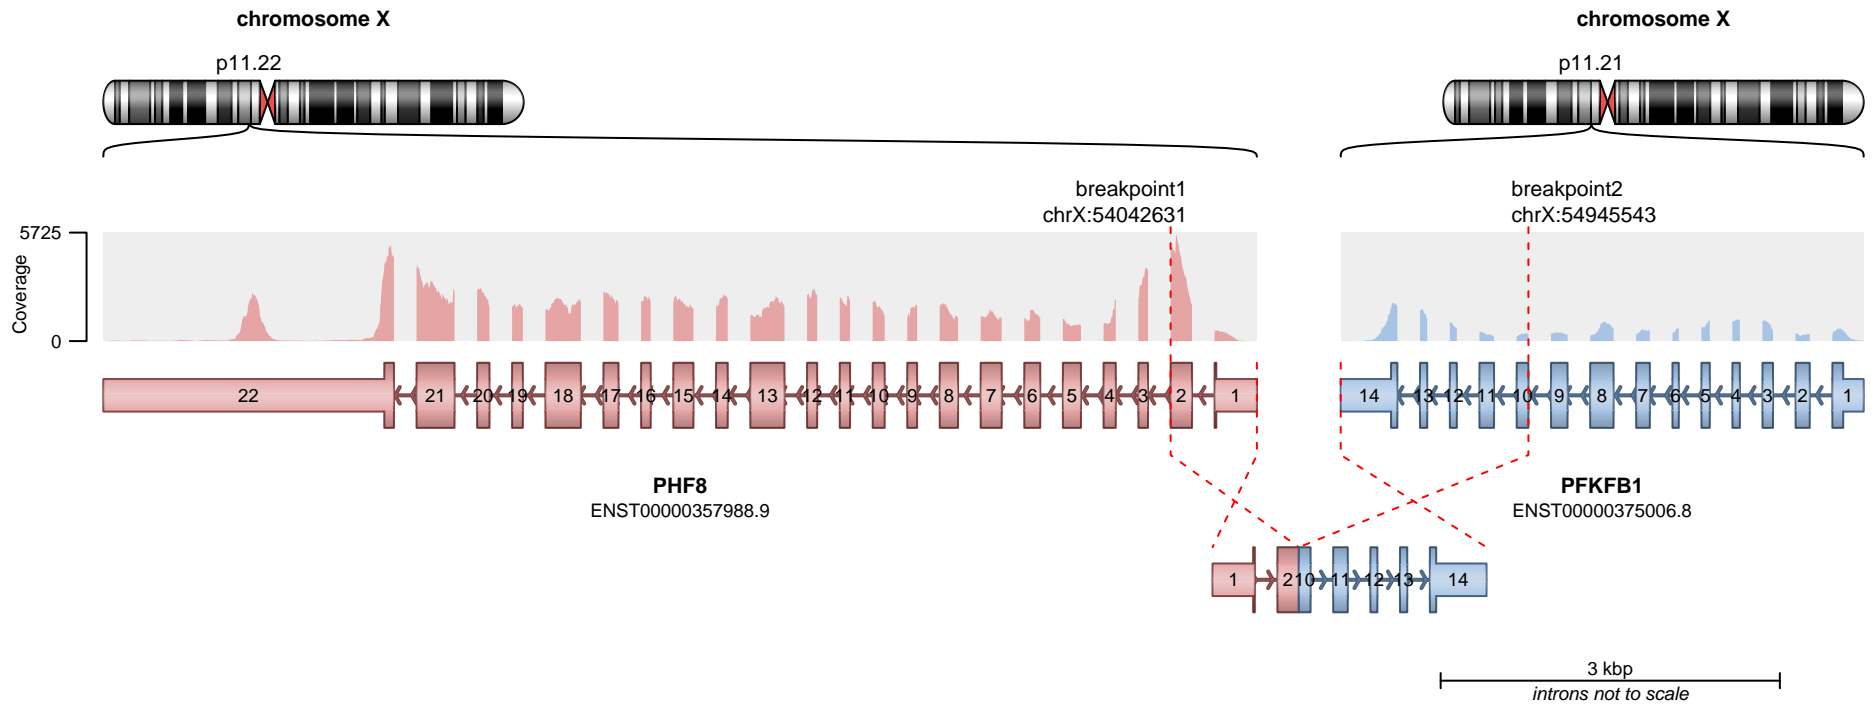 chromosome X
chromosome X
p11.22
p11.21
breakpoint1
chrX:54042631
breakpoint2
chrX:54945543
5725
Coverage
0
22 21 20 19 18 17 16 15 14 13 12 11 10 9 8 7 6 5 4 3 2 1
14 13 12 11 10 9 8 7 6 5 4 3 2 1
PHF8
ENST00000357988.9
PFKFB1
ENST00000375006.8
1 2 10 11 12 13 14
3 kbp
introns not to scale